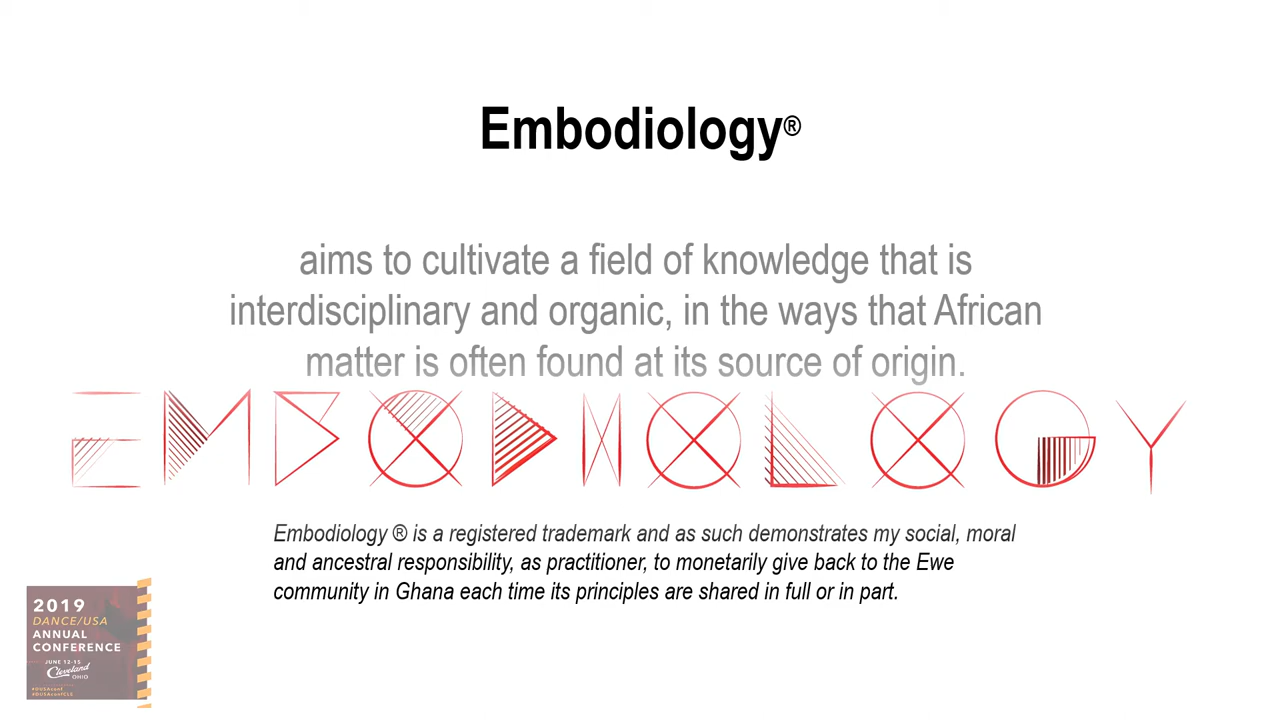 Embodiology®
aims to cultivate a field of knowledge that is
interdisciplinary and organic, in the ways that African
matter is often found at its source of origin.
EMBODIOLOGY
Embodiology ® is a registered trademark and as such demonstrates my social, moral
and ancestral responsibility, as practitioner, to monetarily give back to the Ewe
community in Ghana each time its principles are shared in full or in part.
2019
DANCE/USA
ANNUAL
CONFERENCE
JUNE 12-15
Cleveland
OHIO
#DUSAconf
#DUSAconfCLE